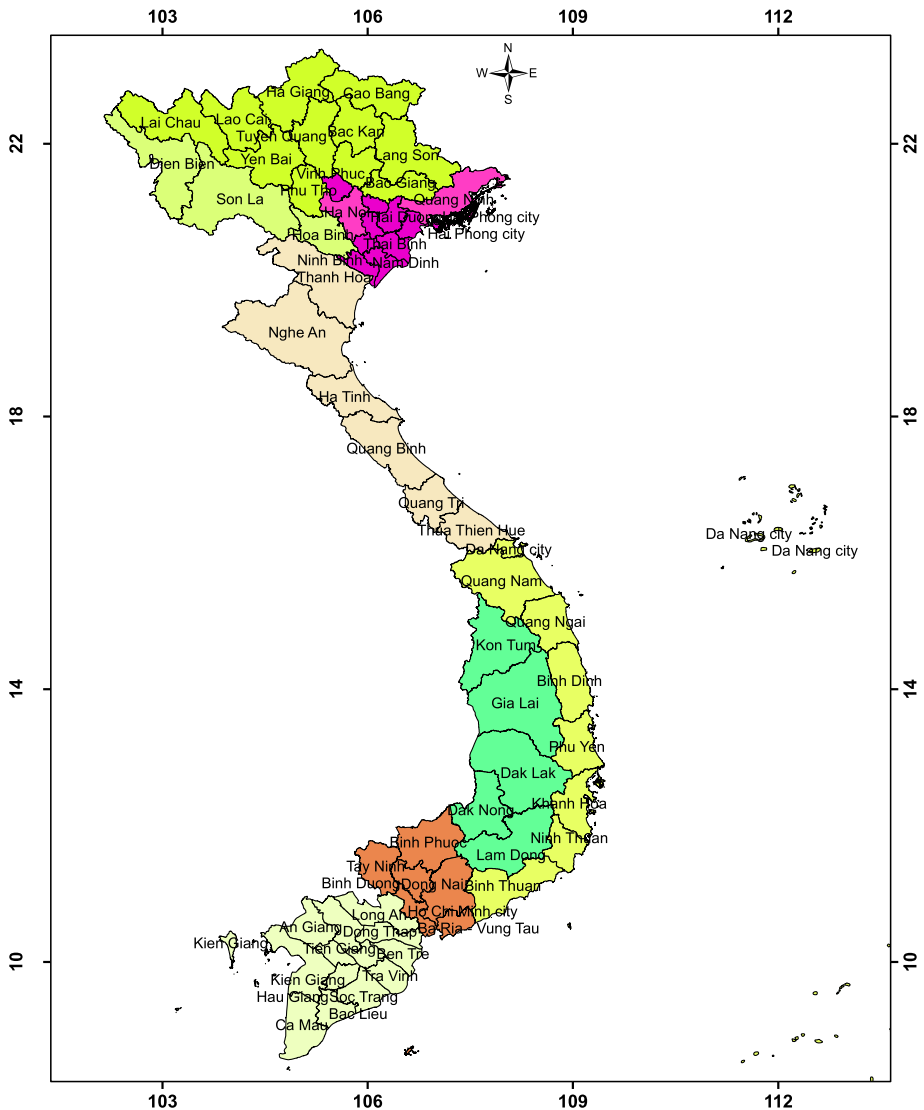 103 106 109 112
N
W E
S
Ha Giang
Cao Bang
Lai Chau
Lao Cai
Tuyen Quang
Bac Kan
22 22
Dien Bien
Yen Bai
Lang Son
Vinh Phuc
Phu Tho
Bac Giang
Son La
Quang Ninh
Ha Noi
Hai Duong
Hai Phong city
Hoa Binh
Hai Phong city
Thai Binh
Ninh Binh
Nam Dinh
Thanh Hoa
Nghe An
Ha Tinh
18 18
Quang Binh
Quang Tri
Thua Thien Hue
Da Nang city
Da Nang city
Da Nang city
Quang Nam
Quang Ngai
Kon Tum
Binh Dinh
14 14
Gia Lai
Phu Yen
Dak Lak
Khanh Hoa
Dak Nong
Ninh Thuan
Binh Phuoc
Lam Dong
Tay Ninh
Binh Duong
Dong Nai
Binh Thuan
Long An
Ho Chi Minh city
An Giang
Dong Thap
Ba Ria
Vung Tau
Kien Giang
Tien Giang
Ben Tre
10 10
Kien Giang
Tra Vinh
Hau Giang
Soc Trang
Bac Lieu
Ca Mau
103 106 109 112